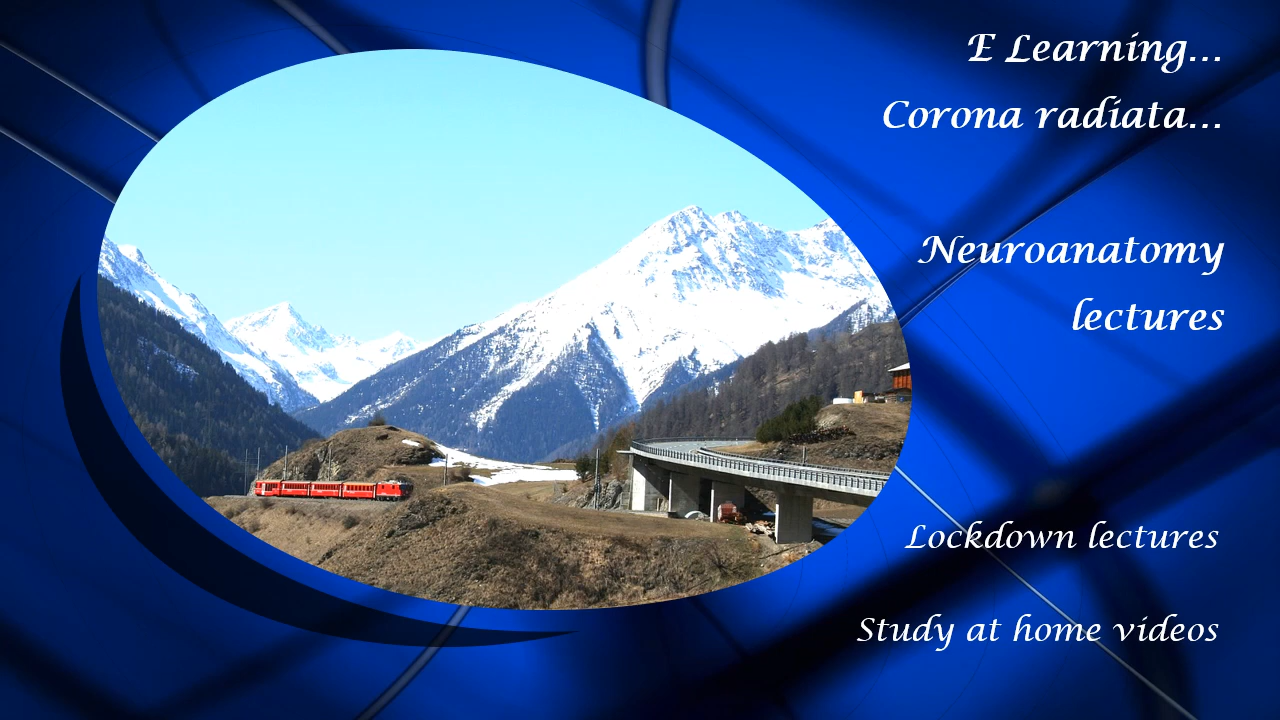 E Learning...
Corona radiata...
Neuroanatomy
lectures
Lockdown lectures
Study at home videos